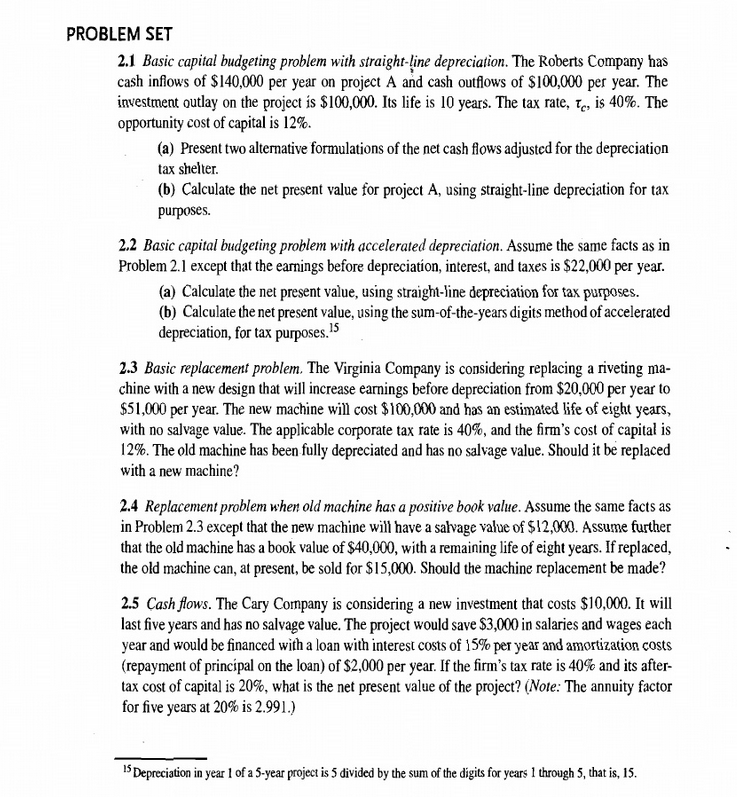 PROBLEM SET
2.1 Basic capital budgeting problem with straight-line depreciation. The Roberts Company has
cash inflows of $140,000 per year on project A and cash outflows of $100,000 per year. The
investment outlay on the project is $100,000. Its life is 10 years. The tax rate, τc, is 40%. The
opportunity cost of capital is 12%.
(a) Present two alternative formulations of the net cash flows adjusted for the depreciation
tax shelter.
(b) Calculate the net present value for project A, using straight-line depreciation for tax
purposes.
2.2 Basic capital budgeting problem with accelerated depreciation. Assume the same facts as in
Problem 2.1 except that the earnings before depreciation, interest, and taxes is $22,000 per year.
(a) Calculate the net present value, using straight-line depreciation for tax purposes.
(b) Calculate the net present value, using the sum-of-the-years digits method of accelerated
depreciation, for tax purposes.15
2.3 Basic replacement problem. The Virginia Company is considering replacing a riveting ma-
chine with a new design that will increase earnings before depreciation from $20,000 per year to
$51,000 per year. The new machine will cost $100,000 and has an estimated life of eight years,
with no salvage value. The applicable corporate tax rate is 40%, and the firm's cost of capital is
12%. The old machine has been fully depreciated and has no salvage value. Should it be replaced
with a new machine?
2.4 Replacement problem when old machine has a positive book value. Assume the same facts as
in Problem 2.3 except that the new machine will have a salvage value of $12,000. Assume further
that the old machine has a book value of $40,000, with a remaining life of eight years. If replaced,
the old machine can, at present, be sold for $15,000. Should the machine replacement be made?
2.5 Cash flows. The Cary Company is considering a new investment that costs $10,000. It will
last five years and has no salvage value. The project would save $3,000 in salaries and wages each
year and would be financed with a loan with interest costs of 15% per year and amortization costs
(repayment of principal on the loan) of $2,000 per year. If the firm's tax rate is 40% and its after-
tax cost of capital is 20%, what is the net present value of the project? (Note: The annuity factor
for five years at 20% is 2.991.)
15 Depreciation in year 1 of a 5-year project is 5 divided by the sum of the digits for years 1 through 5, that is, 15.